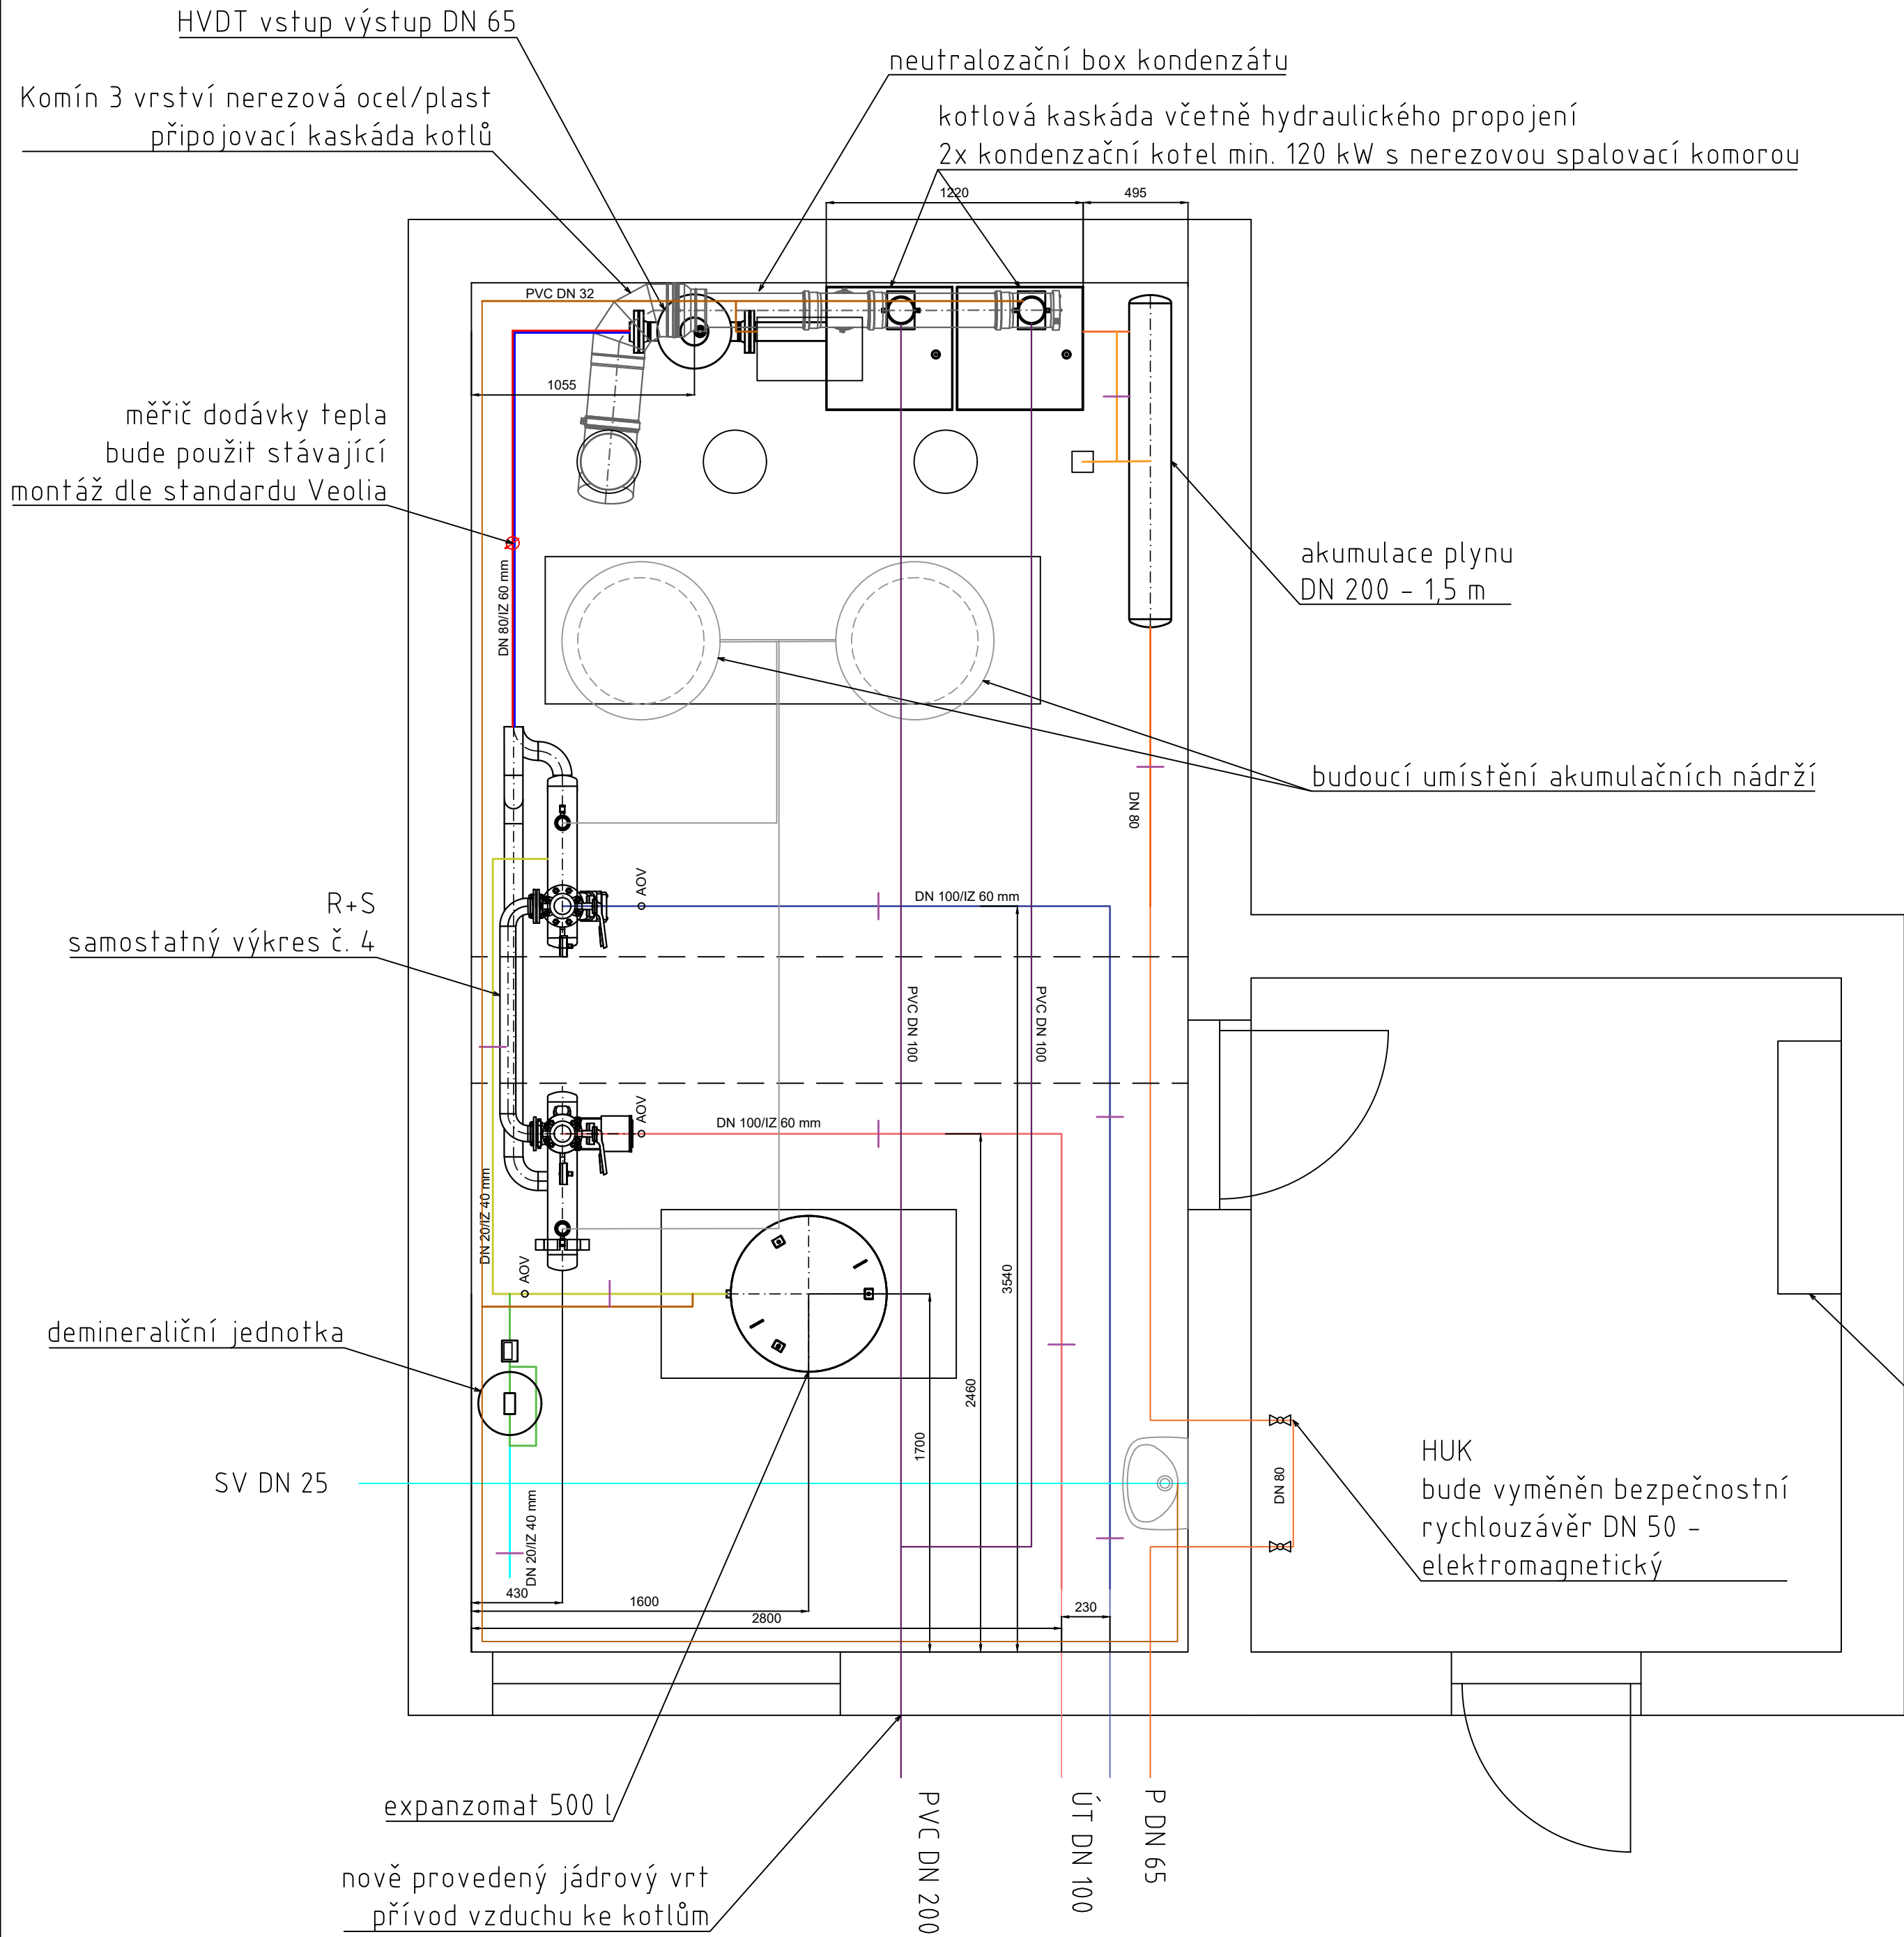 HVDT vstup výstup DN 65
neutralozační box kondenzátu
Komín 3 vrství nerezová ocel/plast
připojovací kaskáda kotlů
kotlová kaskáda včetně hydraulického propojení
2x kondenzační kotel min. 120 kW s nerezovou spalovací komorou
1220
495
PVC DN 32
1055
měřič dodávky tepla
bude použit stávající
montáž dle standardu Veolia
akumulace plynu
DN 200 - 1,5 m
DN 80/IZ 60 mm
budoucí umístění akumulačních nádrží
DN 80
R+S
samostatný výkres č. 4
AOV
DN 100/IZ 60 mm
PVC DN 100
PVC DN 100
AOV
DN 100/IZ 60 mm
DN 20/IZ 40 mm
AOV
3540
2460
1700
demineraliční jednotka
SV DN 25
DN 20/IZ 40 mm
DN 80
HUK
bude vyměněn bezpečnostní
rychlouzávěr DN 50 -
elektromagnetický
430
1600
2800
230
expanzomat 500 l
nově provedený jádrový vrt
přívod vzduchu ke kotlům
PVC DN 200
ÚT DN 100
P DN 65